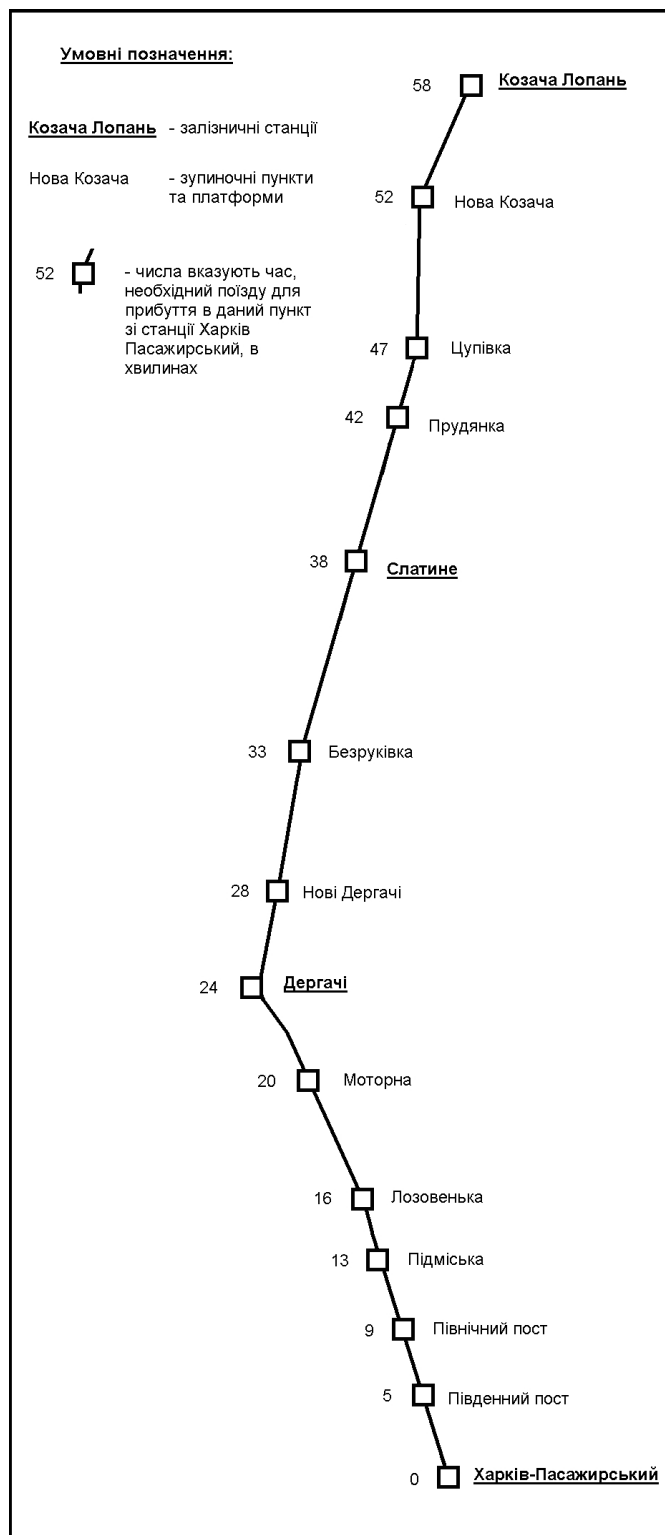 Умовні позначення:
Козача Лопань - залізничні станції
Нова Козача - зупиночні пункти
та платформи
52 - числа вказують час,
необхідний поїзду для
прибуття в даний пункт
зі станції Харків
Пасажирський, в
хвилинах
58 Козача Лопань
52 Нова Козача
47 Цупівка
42 Прудянка
38 Слатине
33 Безруківка
28 Нові Дергачі
24 Дергачі
20 Моторна
16 Лозовенька
13 Підміська
9 Північний пост
5 Південний пост
0 Харків-Пасажирський